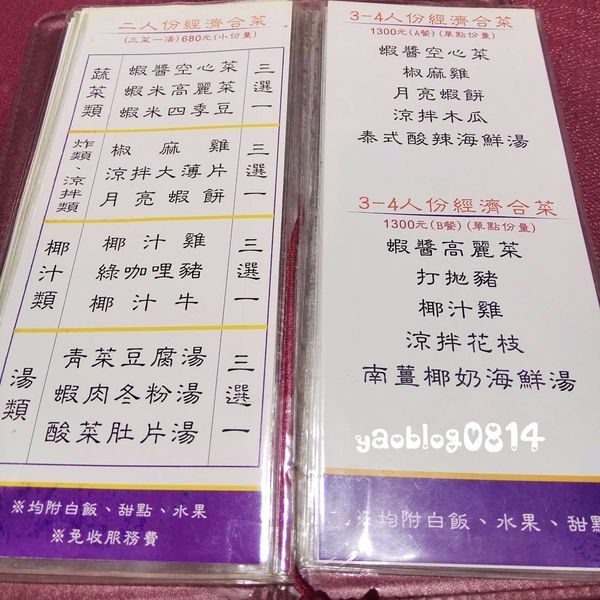 二人份經濟合菜
(三菜一湯)680元(小份量)
蔬菜類
蝦醬空心菜
蝦米高麗菜
蝦米四季豆
三選一
炸類、涼拌類
椒麻雞
涼拌大薄片
月亮蝦餅
三選一
椰汁類
椰汁雞
綠咖哩豬
椰汁牛
三選一
湯類
青菜豆腐湯
蝦肉冬粉湯
酸菜肚片湯
三選一
※均附白飯、甜點、水果
※免收服務費
3-4人份經濟合菜
1300元(A餐)(單點份量)
蝦醬空心菜
椒麻雞
月亮蝦餅
涼拌木瓜
泰式酸辣海鮮湯
3-4人份經濟合菜
1300元(B餐)(單點份量)
蝦醬高麗菜
打拋豬
椰汁雞
涼拌花枝
南薑椰奶海鮮湯
yaoblog0814
※均附白飯、水果、甜點